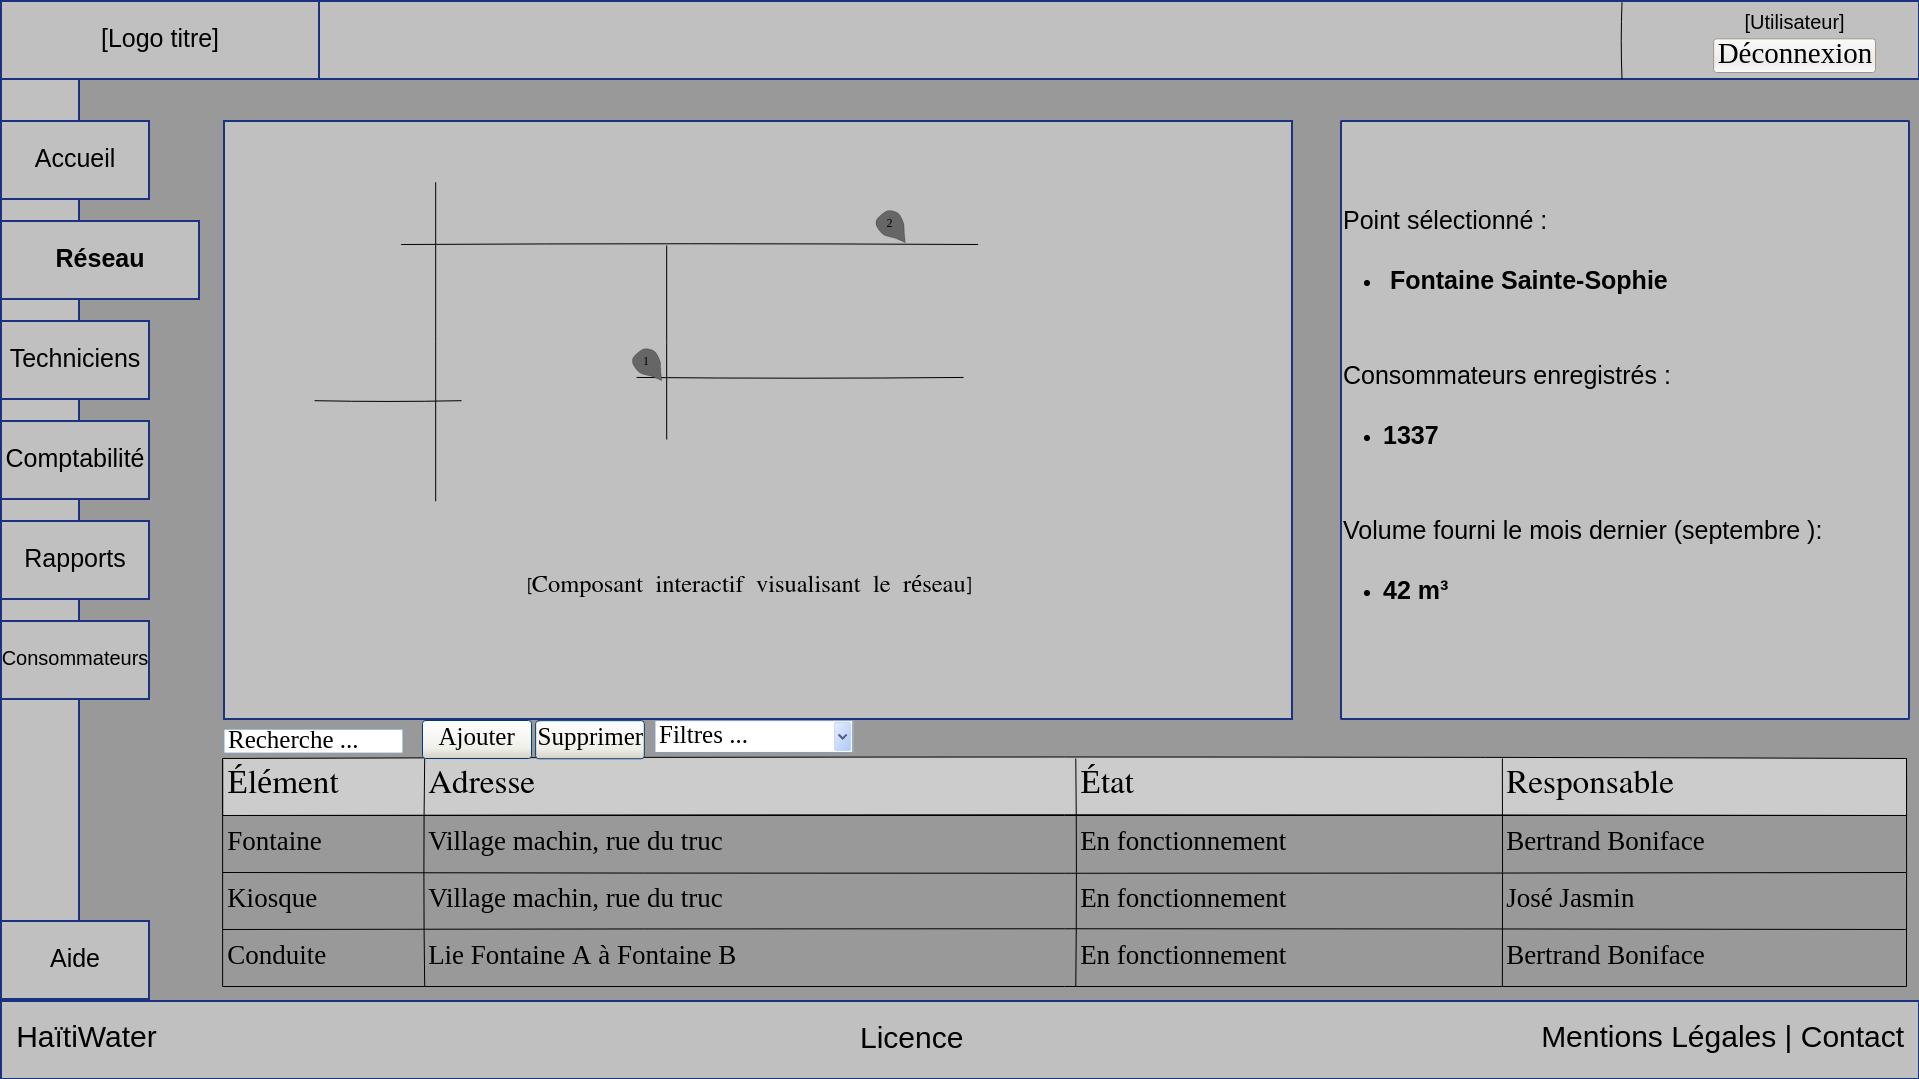 [Logo titre]
[Utilisateur]
Déconnexion
Accueil
Réseau
Techniciens
Comptabilité
Rapports
Consommateurs
Aide
2
1
[Composant interactif visualisant le réseau]
Point sélectionné :
• Fontaine Sainte-Sophie
Consommateurs enregistrés :
• 1337
Volume fourni le mois dernier (septembre ):
• 42 m³
Recherche ... Ajouter Supprimer Filtres ...
Élément Adresse État Responsable
Fontaine Village machin, rue du truc En fonctionnement Bertrand Boniface
Kiosque Village machin, rue du truc En fonctionnement José Jasmin
Conduite Lie Fontaine A à Fontaine B En fonctionnement Bertrand Boniface
HaïtiWater Licence Mentions Légales | Contact